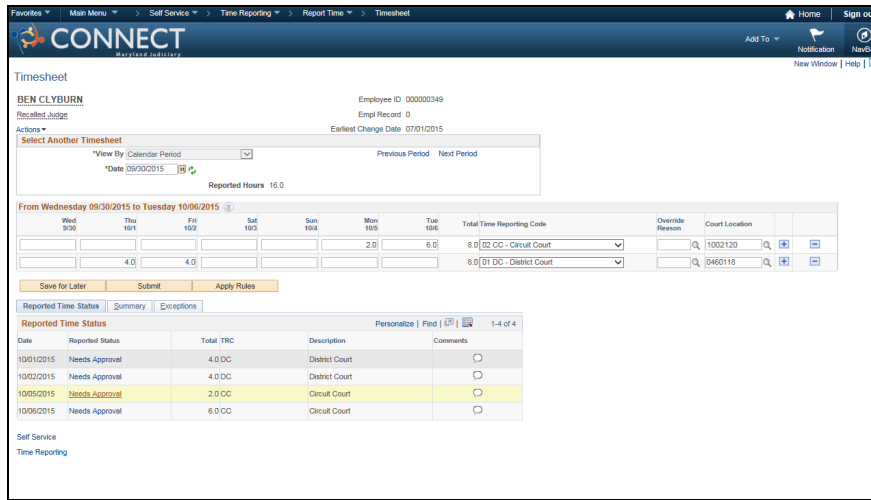 Favorites Main Menu > Self Service > Time Reporting > Report Time > Timesheet Home Sign ou
CONNECT
Maryland Judiciary
Add To Notification NavB
New Window | Help |
Timesheet
BEN CLYBURN Employee ID 000000349
Recalled Judge Empl Record 0
Actions Earliest Change Date 07/01/2015
Select Another Timesheet
*View By Calendar Period Previous Period Next Period
*Date 09/30/2015
Reported Hours 16.0
From Wednesday 09/30/2015 to Tuesday 10/06/2015 ?
Wed 9/30 Thu 10/1 Fri 10/2 Sat 10/3 Sun 10/4 Mon 10/5 Tue 10/6 Total Time Reporting Code Override Reason Court Location
2.0 6.0 8.0 02 CC - Circuit Court 1002120 + -
4.0 4.0 8.0 01 DC - District Court 0460118 + -
Save for Later Submit Apply Rules
Reported Time Status Summary Exceptions
Reported Time Status Personalize | Find | | 1-4 of 4
Date Reported Status Total TRC Description Comments
10/01/2015 Needs Approval 4.0 DC District Court
10/02/2015 Needs Approval 4.0 DC District Court
10/05/2015 Needs Approval 2.0 CC Circuit Court
10/06/2015 Needs Approval 6.0 CC Circuit Court
Self Service
Time Reporting